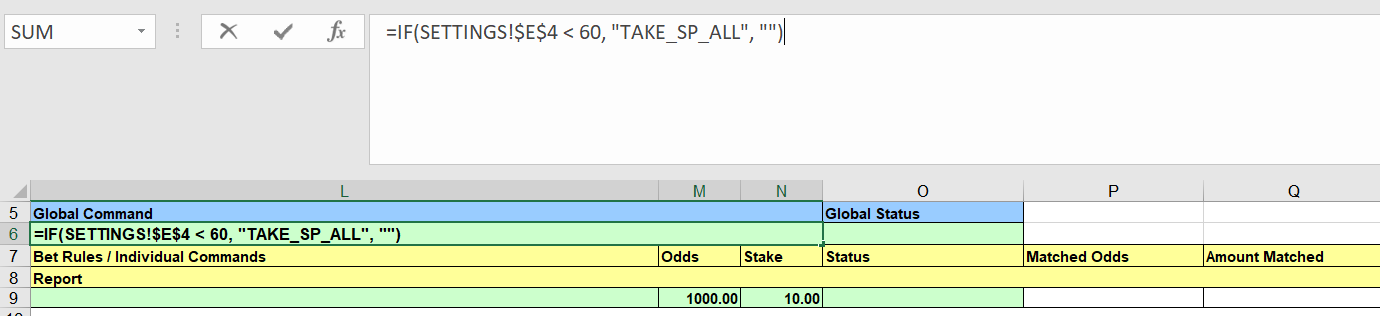 SUM
fx
=IF(SETTINGS!$E$4 < 60, "TAKE_SP_ALL", "")
L M N O P Q
5 Global Command Global Status
6 =IF(SETTINGS!$E$4 < 60, "TAKE_SP_ALL", "")
7 Bet Rules / Individual Commands Odds Stake Status Matched Odds Amount Matched
8 Report
9 1000.00 10.00